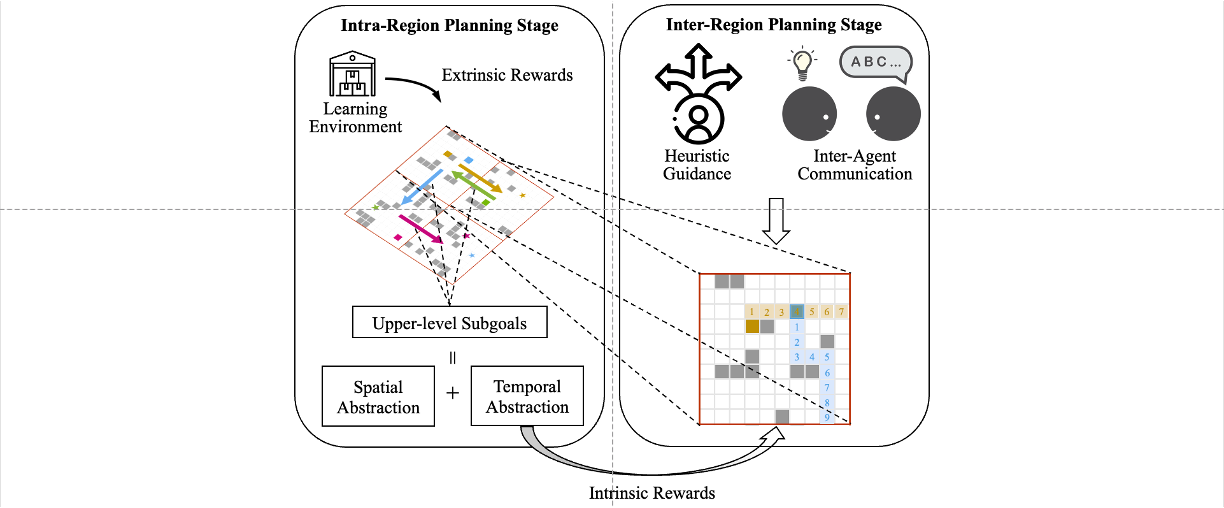 Intra-Region Planning Stage
Extrinsic Rewards
Learning
Environment
Upper-level Subgoals
=
Spatial
Abstraction
+
Temporal
Abstraction
Inter-Region Planning Stage
A B C ...
Heuristic
Guidance
Inter-Agent
Communication
1 2 3 5 6 7
1
2
3 4 5
6
7
8
9
Intrinsic Rewards